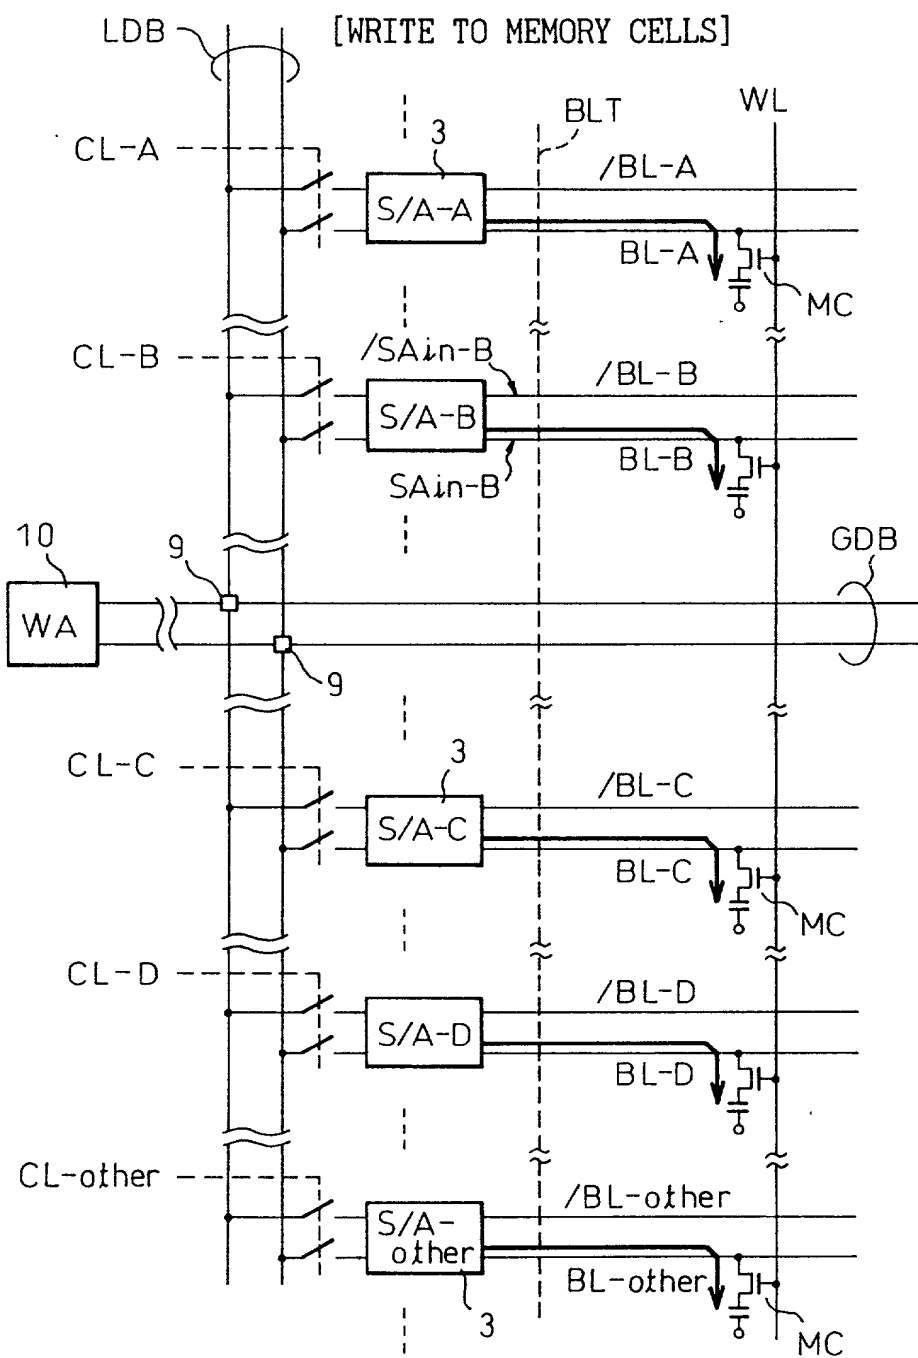 LDB
[WRITE TO MEMORY CELLS]
WL
BLT
CL-A
3
/BL-A
S/A-A
BL-A
MC
CL-B
/SAin-B
/BL-B
S/A-B
BL-B
SAin-B
10
9
GDB
WA
9
CL-C
3
/BL-C
S/A-C
BL-C
MC
CL-D
/BL-D
S/A-D
BL-D
CL-other
/BL-other
S/A-
other
BL-other
3
MC